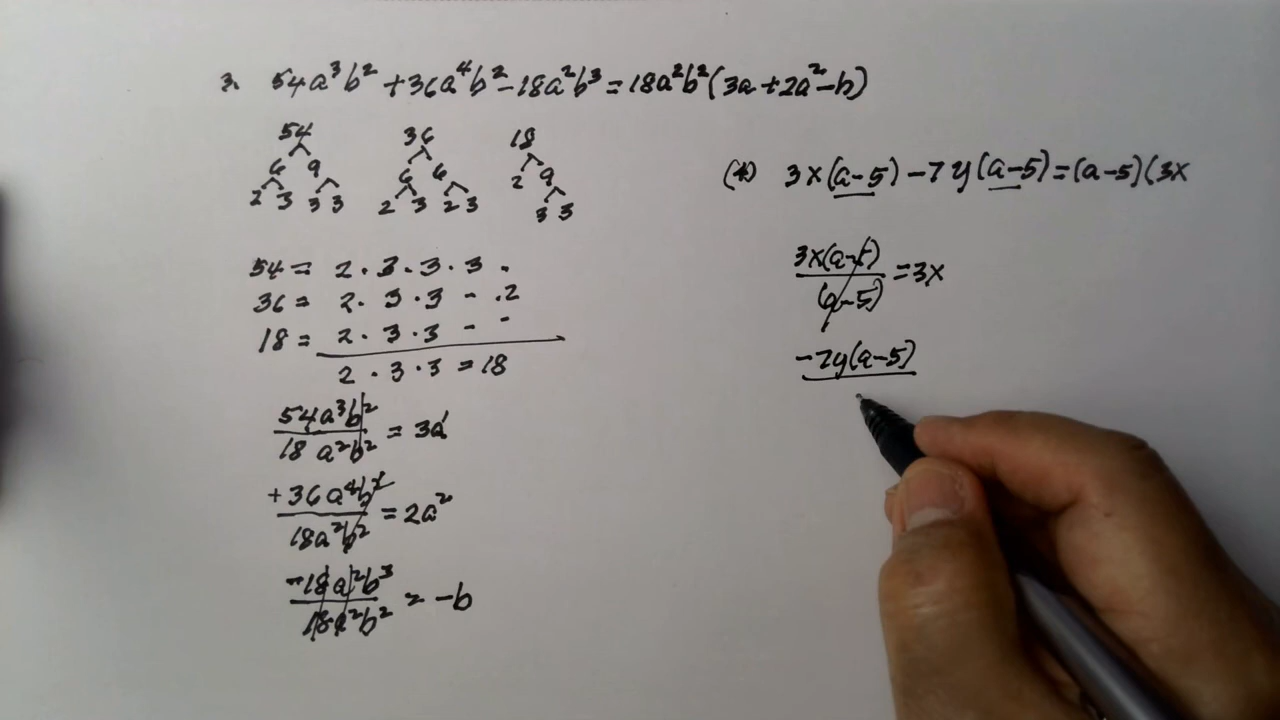 3. 54a³b² + 36a⁴b² - 18a²b³ = 18a²b² (3a + 2a² - b)
54 36 18
6 9 6 6 2 9
2 3 3 3 2 3 2 3 3 3
54 = 2 · 3 · 3 · 3 ·
36 = 2 · 3 · 3 - · 2
18 = 2 · 3 · 3 - -
2 · 3 · 3 = 18
54a³b² / 18a²b² = 3a
+36a⁴b² / 18a²b² = 2a²
-18a²b³ / 18a²b² = -b
(4) 3x(a-5) - 7y(a-5) = (a-5)(3x
3x(a-5) / (a-5) = 3x
-7y(a-5)